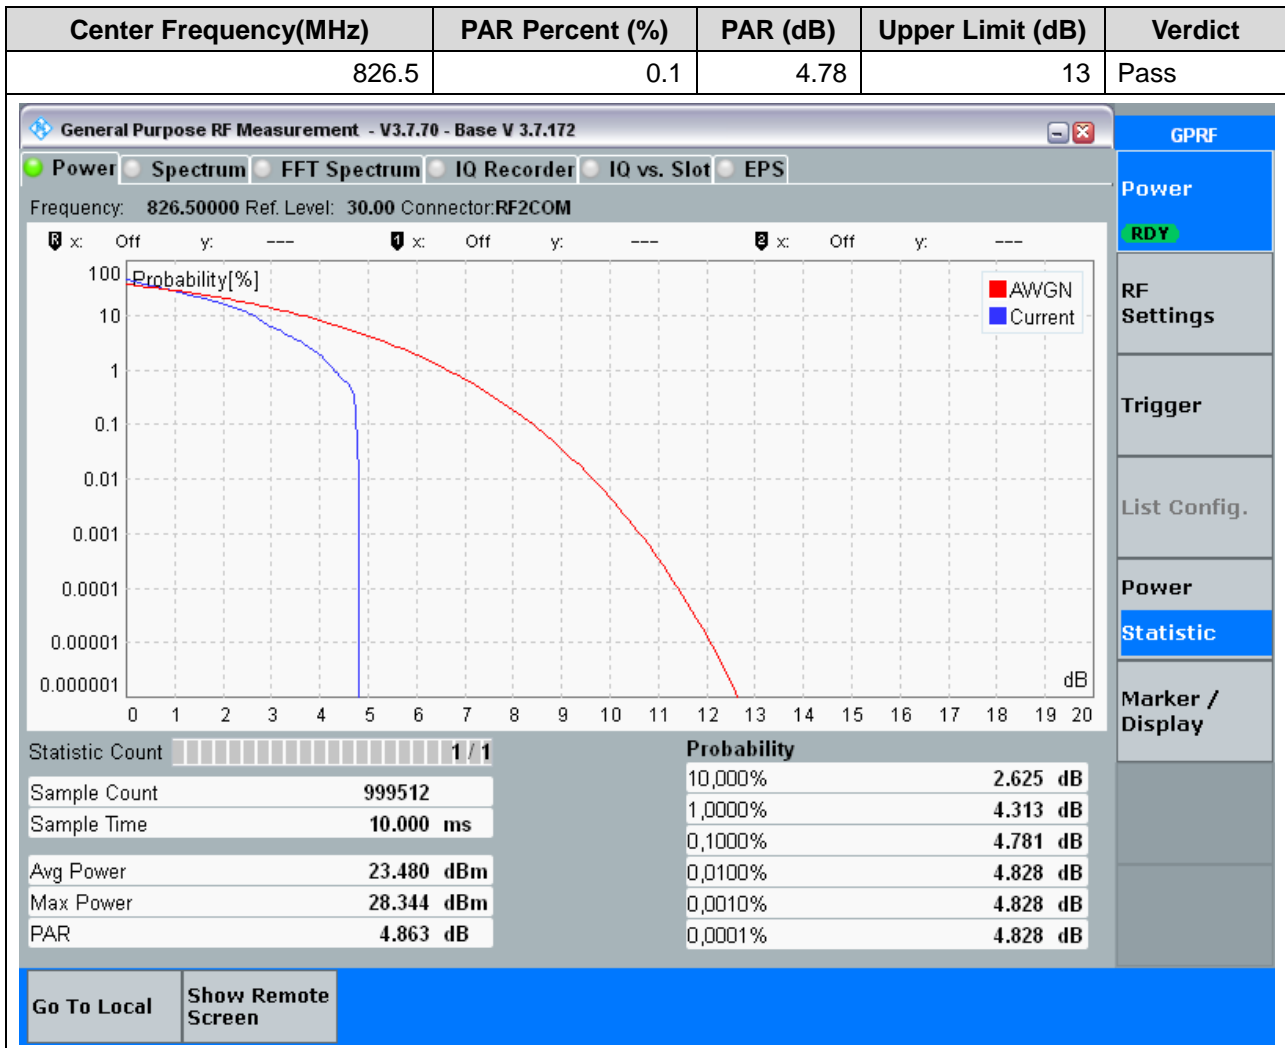 Center Frequency(MHz) PAR Percent (%) PAR (dB) Upper Limit (dB) Verdict
826.5 0.1 4.78 13 Pass
General Purpose RF Measurement - V3.7.70 - Base V 3.7.172
GPRF
Power Spectrum FFT Spectrum IQ Recorder IQ vs. Slot EPS
Frequency: 826.50000 Ref. Level: 30.00 Connector:RF2COM
R x: Off y: --- 1 x: Off y: --- 2 x: Off y: ---
Probability[%]
100
10
1
0.1
0.01
0.001
0.0001
0.00001
0.000001
AWGN
Current
dB
0 1 2 3 4 5 6 7 8 9 10 11 12 13 14 15 16 17 18 19 20
Statistic Count 1 / 1
Sample Count 999512
Sample Time 10.000 ms
Avg Power 23.480 dBm
Max Power 28.344 dBm
PAR 4.863 dB
Probability
10,000% 2.625 dB
1,0000% 4.313 dB
0,1000% 4.781 dB
0,0100% 4.828 dB
0,0010% 4.828 dB
0,0001% 4.828 dB
Power
RDY
RF
Settings
Trigger
List Config.
Power
Statistic
Marker /
Display
Go To Local
Show Remote
Screen